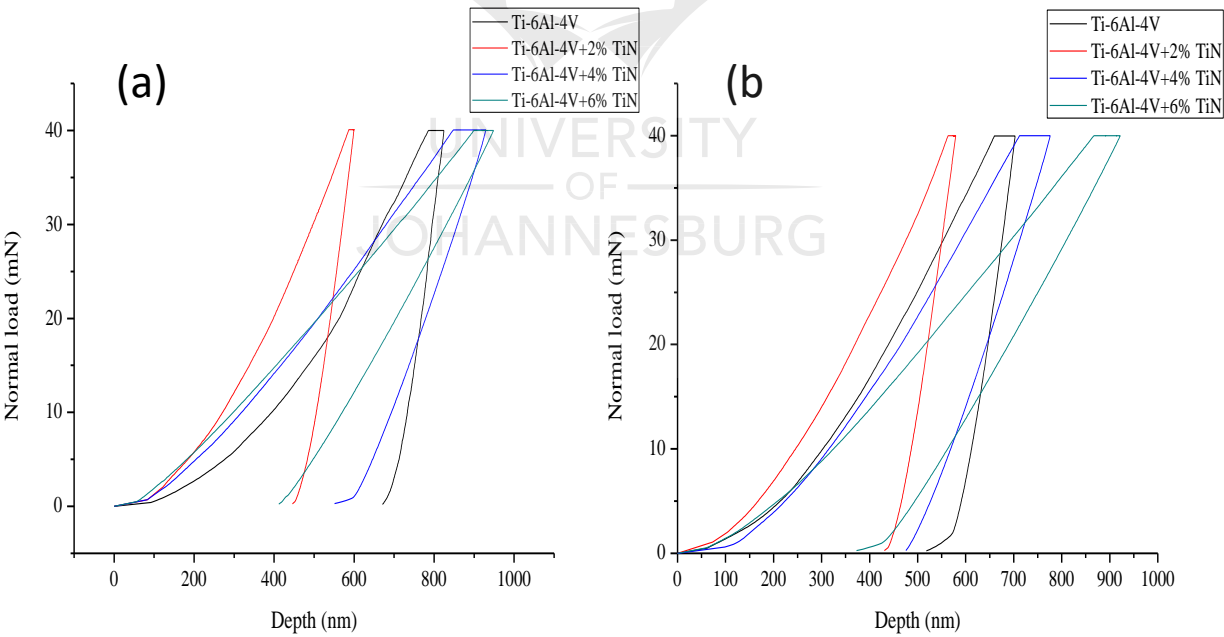 (a)
Ti-6Al-4V
Ti-6Al-4V+2% TiN
Ti-6Al-4V+4% TiN
Ti-6Al-4V+6% TiN
Normal load (mN)
40
30
20
10
0
0 200 400 600 800 1000
Depth (nm)
(b
Ti-6Al-4V
Ti-6Al-4V+2% TiN
Ti-6Al-4V+4% TiN
Ti-6Al-4V+6% TiN
Normal load (mN)
40
30
20
10
0
0 100 200 300 400 500 600 700 800 900 1000
Depth (nm)
UNIVERSITY
OF
JOHANNESBURG